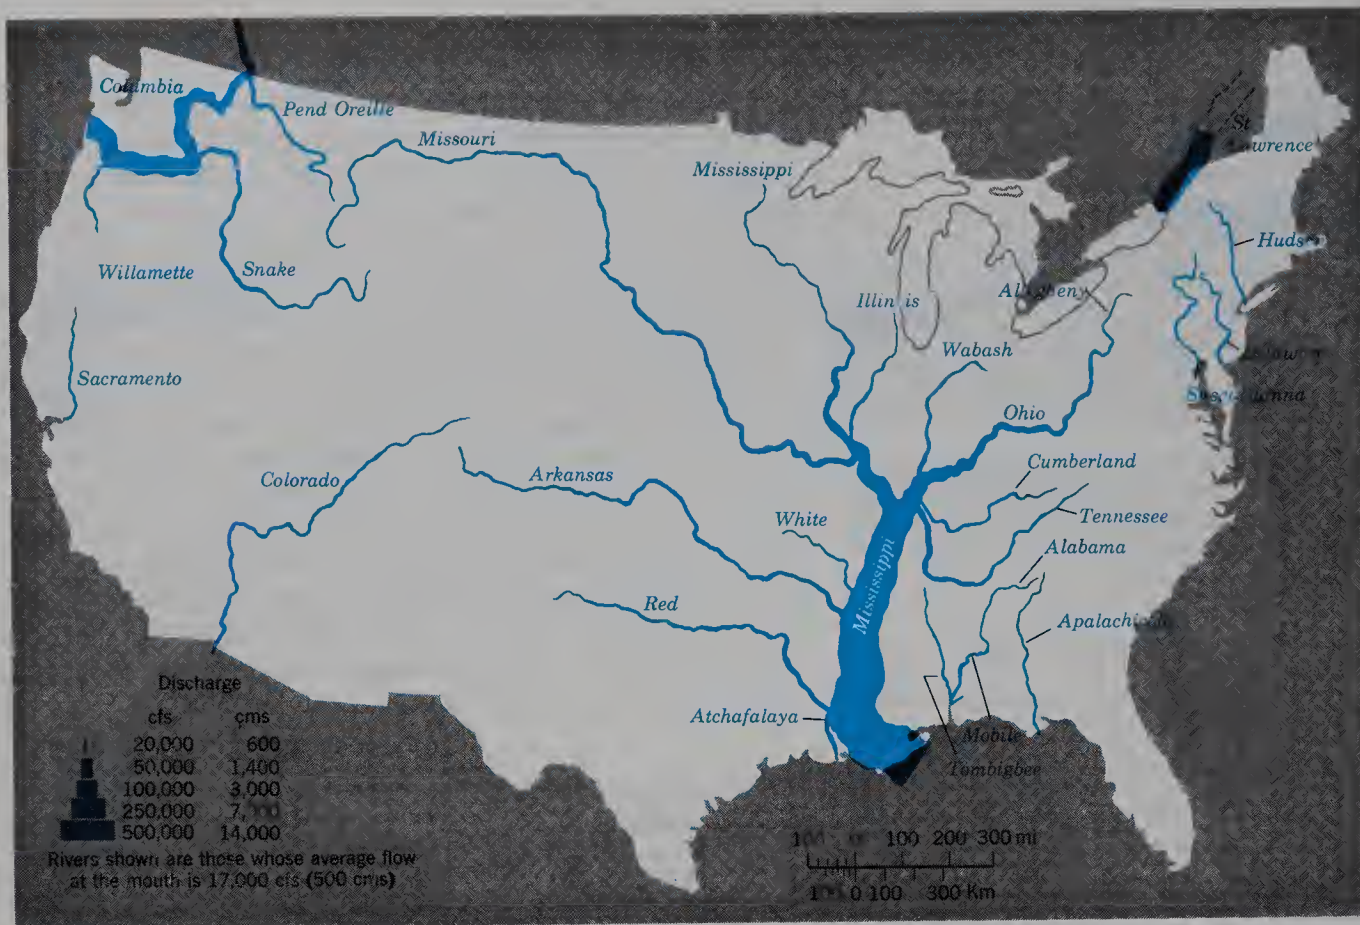 Columbia
Pend Oreille
Missouri
Mississippi
St
Hudson
Willamette
Snake
Illinois
Allegheny
Wabash
Sacramento
Ohio
Colorado
Arkansas
Cumberland
White
Tennessee
Alabama
Mississippi
Red
Apalachicola
Atchafalaya
Mobile
Tombigbee
Discharge
cfs cms
20,000 600
50,000 1,400
100,000 3,000
250,000
500,000 14,000
Rivers shown are those whose average flow
at the mouth is 17,000 cfs (500 cms)
100 200 300 mi
100 0 100 300 Km